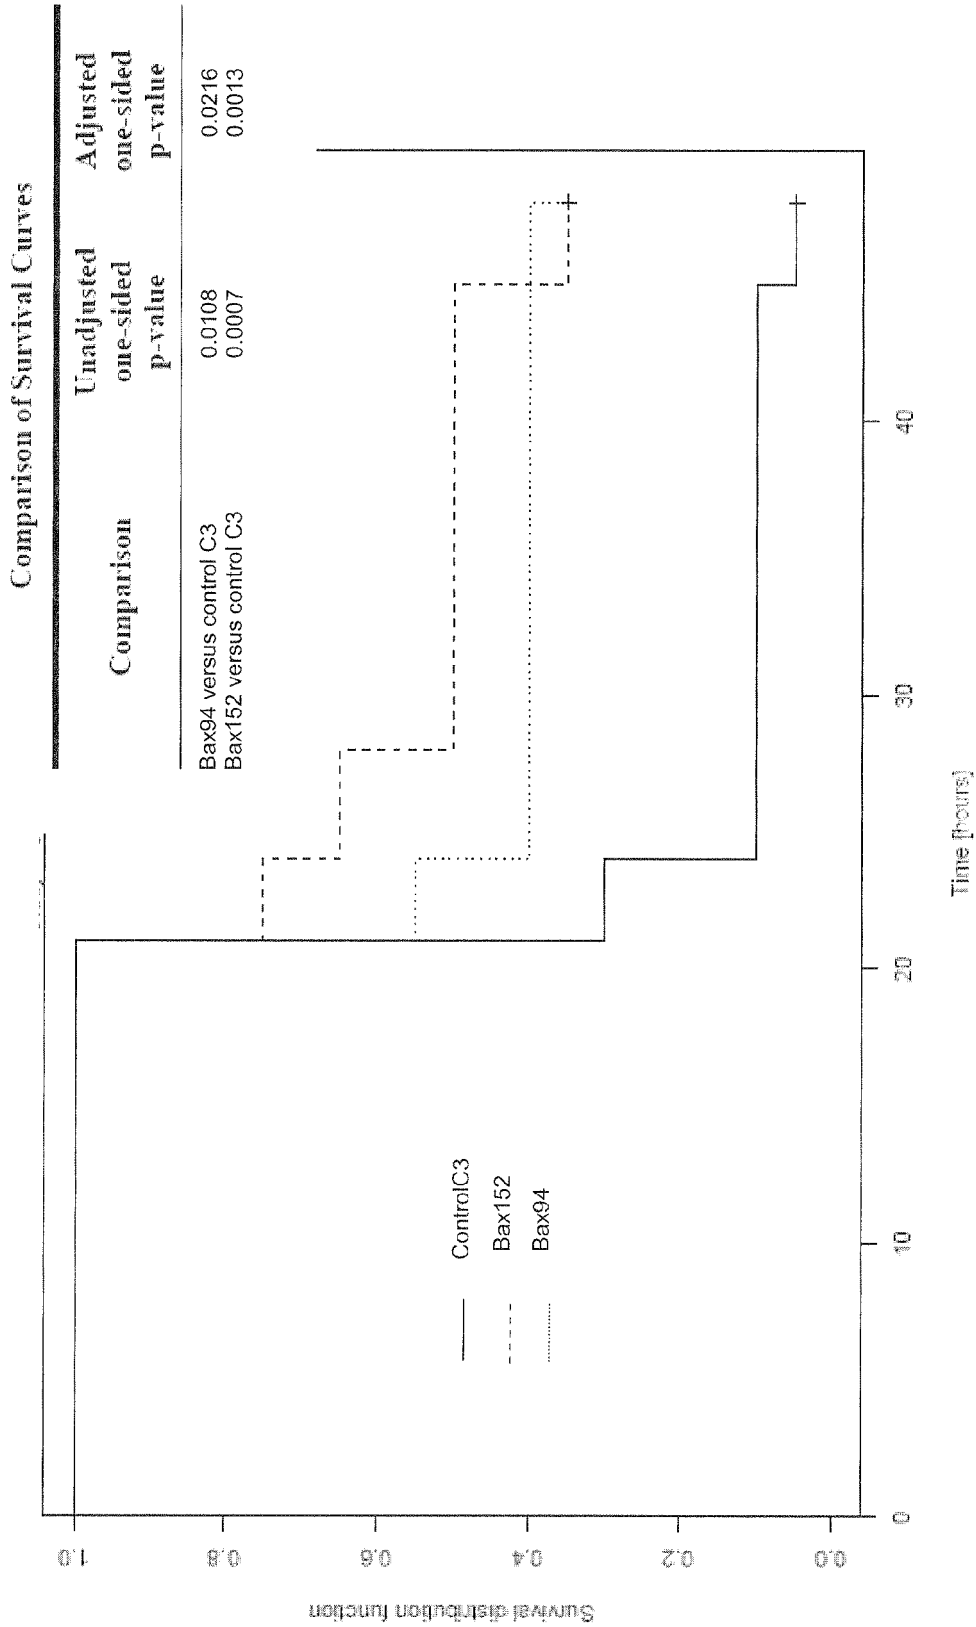 Comparison of Survival Curves
Comparison
Unadjusted
one-sided
p-value
Adjusted
one-sided
p-value
Bax94 versus control C3 0.0108 0.0216
Bax152 versus control C3 0.0007 0.0013
Survival distribution function
1.0
0.8
0.6
0.4
0.2
0.0
ControlC3
Bax152
Bax94
0 10 20 30 40
Time [hours]